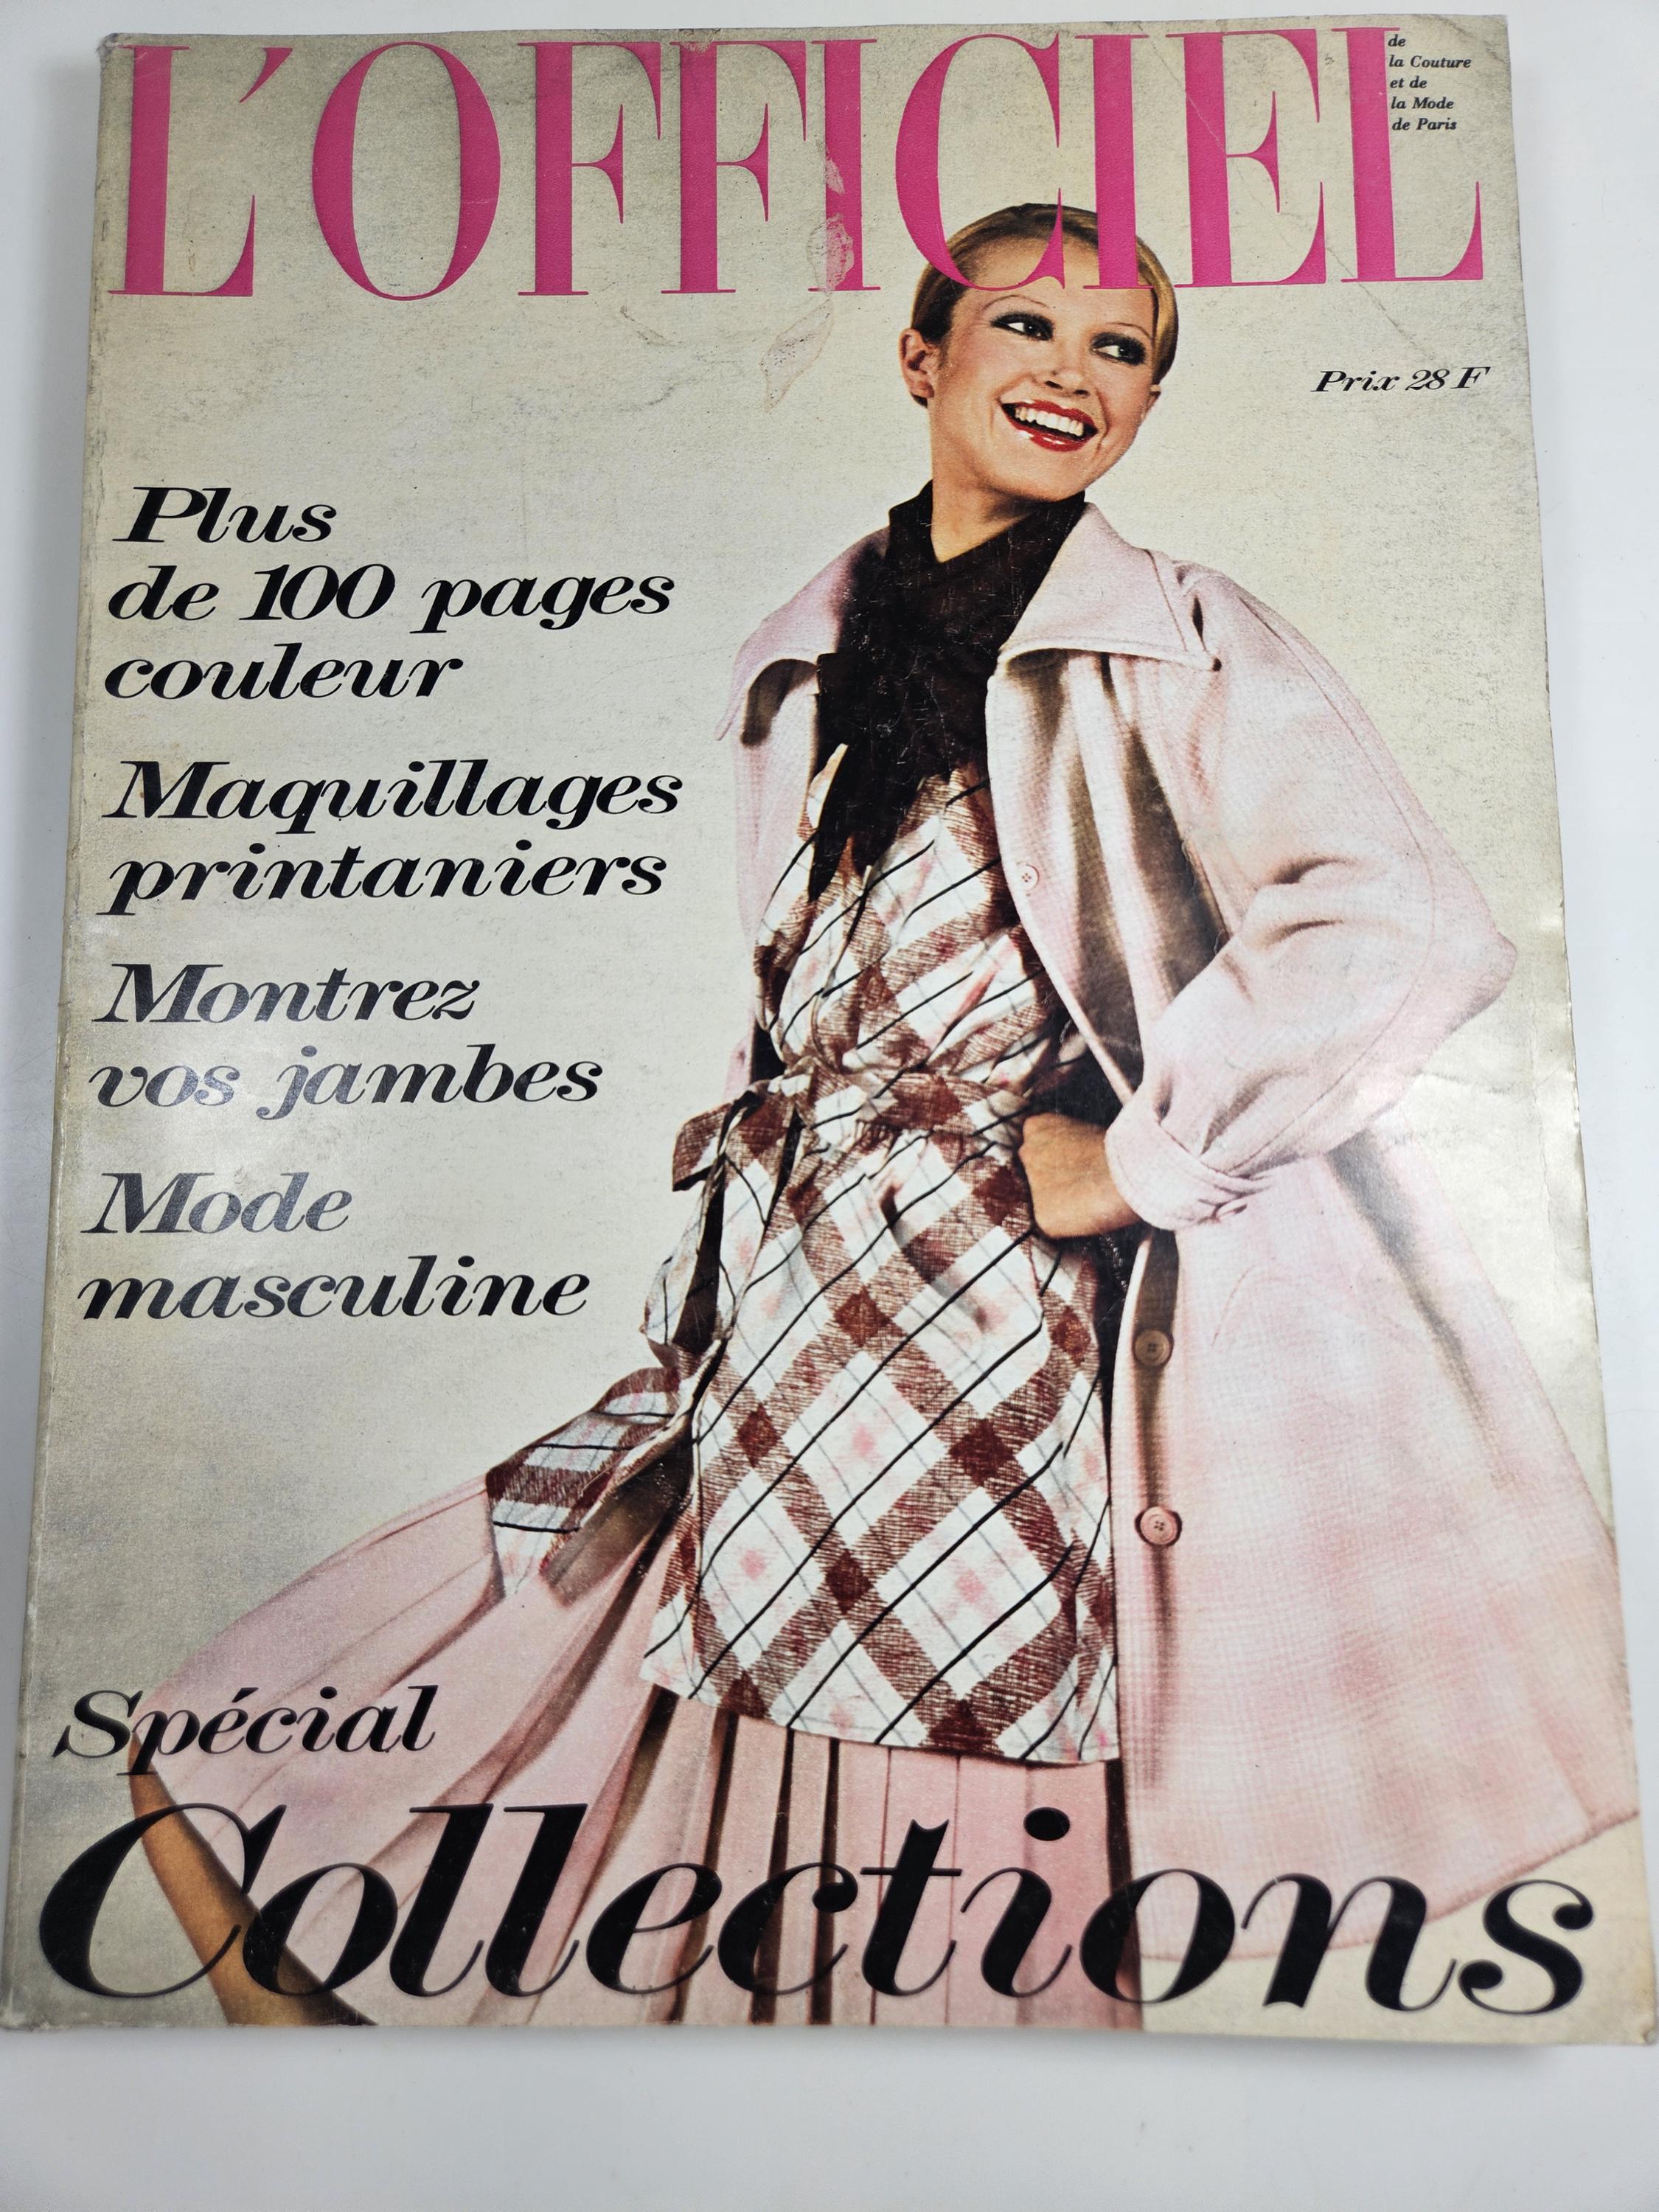 L'OFFICIEL
de
la Couture
et de
la Mode
de Paris
Prix 28 F
Plus
de 100 pages
couleur
Maquillages
printaniers
Montrez
vos jambes
Mode
masculine
Spécial
Collections